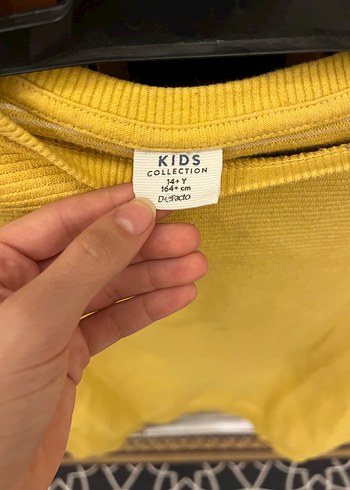 KIDS
COLLECTION
14+ Y
164+ cm
DeFacto